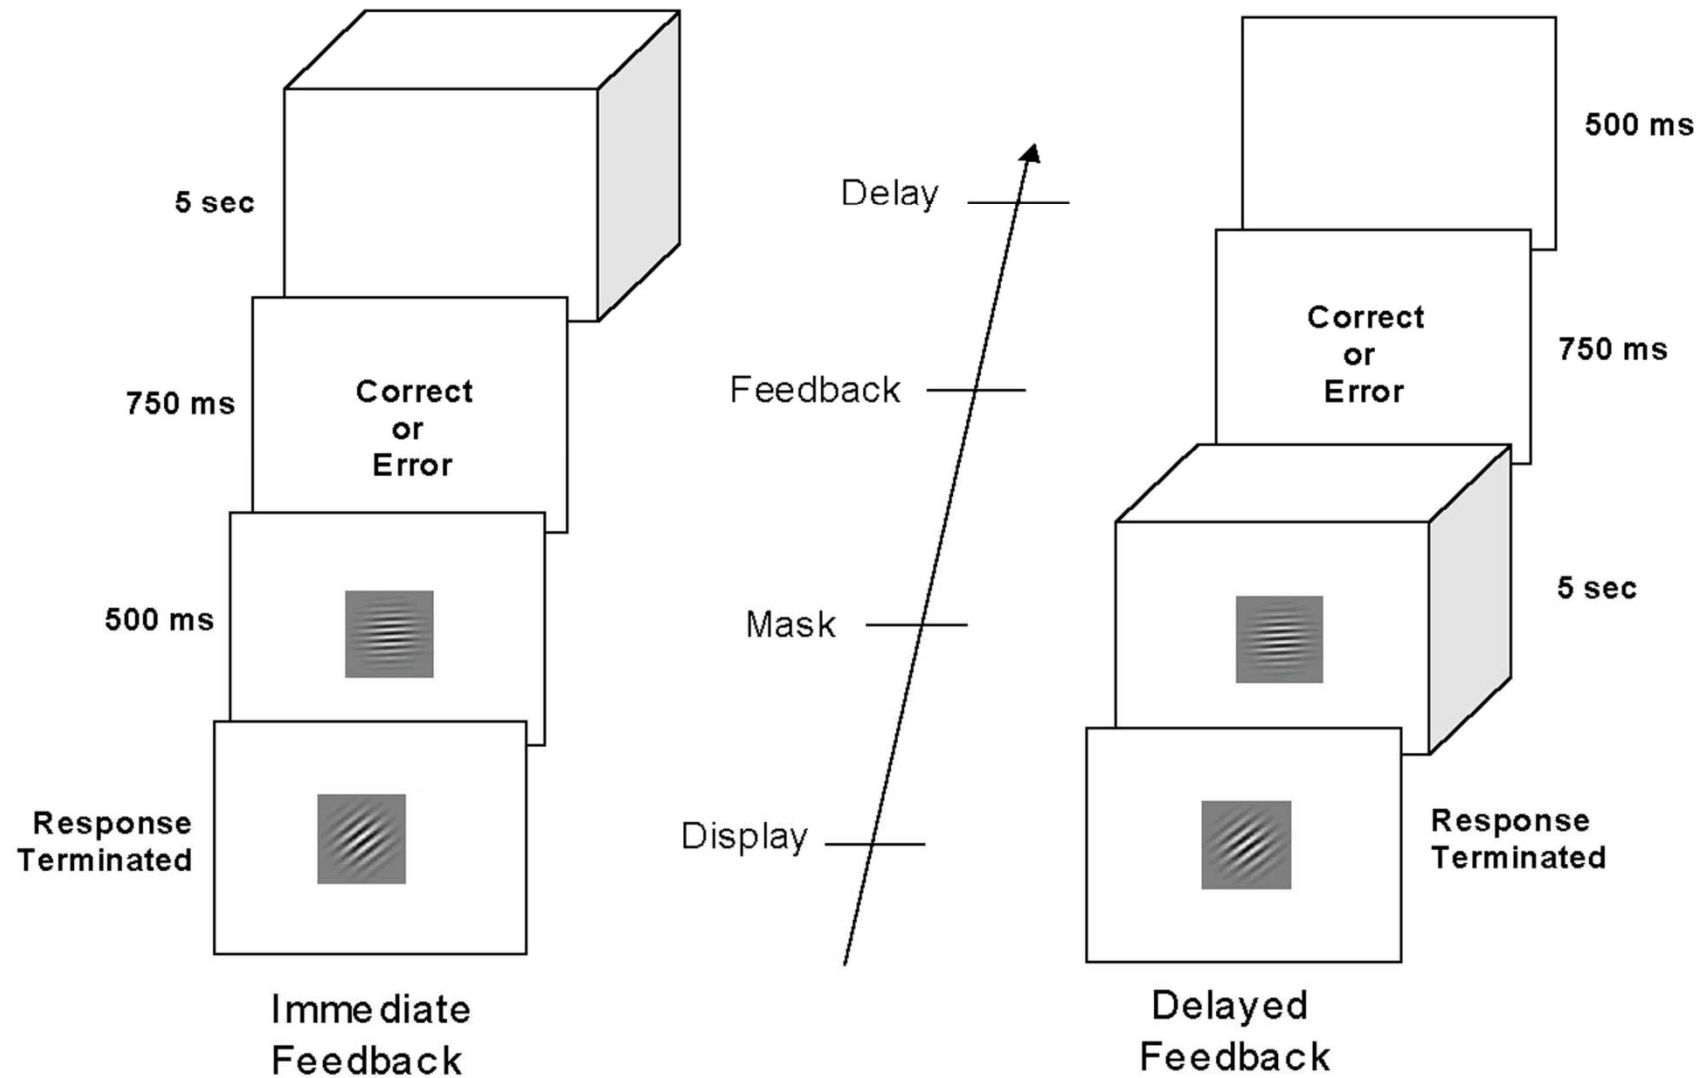 5 sec
750 ms
Correct
or
Error
500 ms
Response
Terminated
Immediate
Feedback
Delay
Feedback
Mask
Display
500 ms
Correct
or
Error
750 ms
5 sec
Response
Terminated
Delayed
Feedback